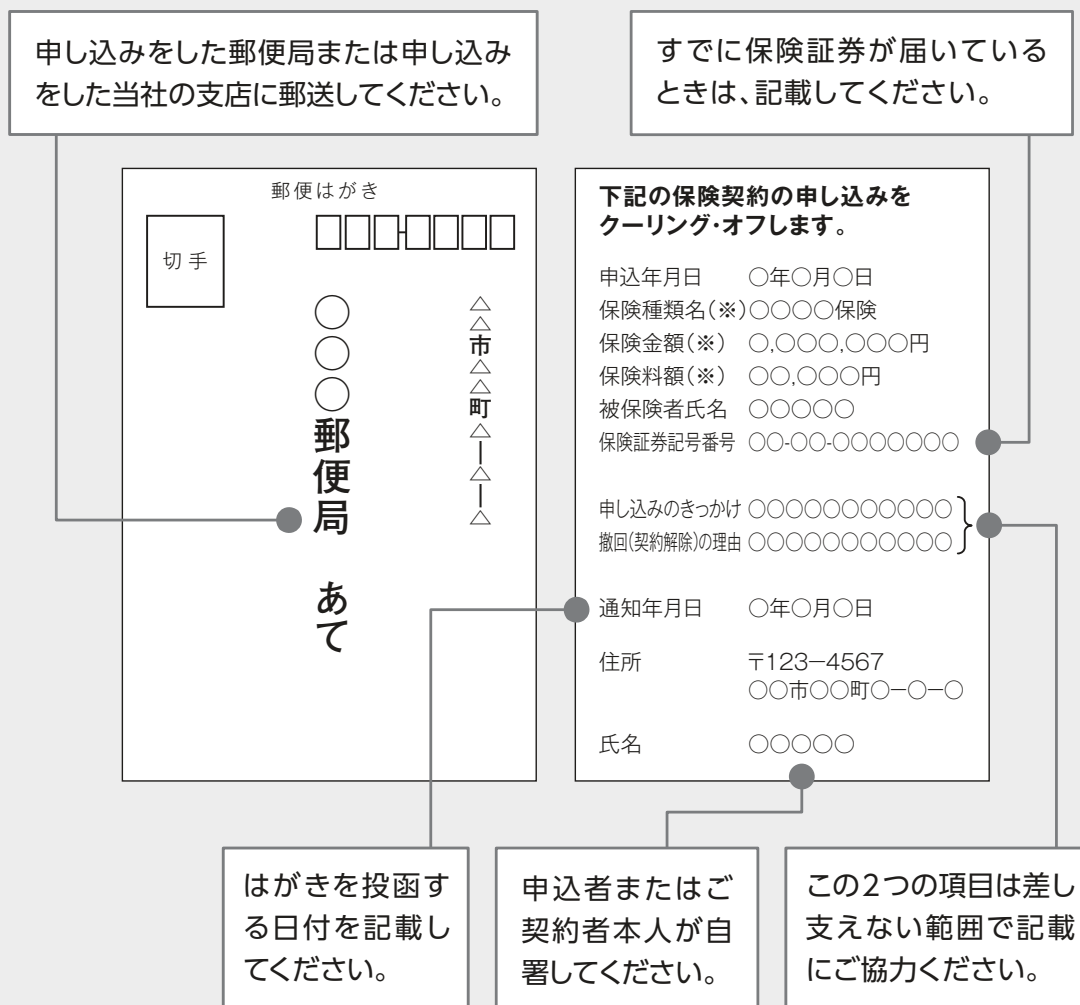 申し込みをした郵便局または申し込み
をした当社の支店に郵送してください。
すでに保険証券が届いている
ときは、記載してください。
郵便はがき
切手
△△市△△町△ー△ー△
○○○郵便局 あて
下記の保険契約の申し込みを
クーリング・オフします。
申込年月日 ○年○月○日
保険種類名(※)○○○○保険
保険金額(※) ○,○○○,○○○円
保険料額(※) ○○,○○○円
被保険者氏名 ○○○○○
保険証券記号番号 ○○-○○-○○○○○○○
申し込みのきっかけ ○○○○○○○○○○○
撤回(契約解除)の理由 ○○○○○○○○○○○
通知年月日 ○年○月○日
住所 〒123−4567
○○市○○町○−○−○
氏名 ○○○○○
はがきを投函す
る日付を記載し
てください。
申込者またはご
契約者本人が自
署してください。
この2つの項目は差し
支えない範囲で記載
にご協力ください。